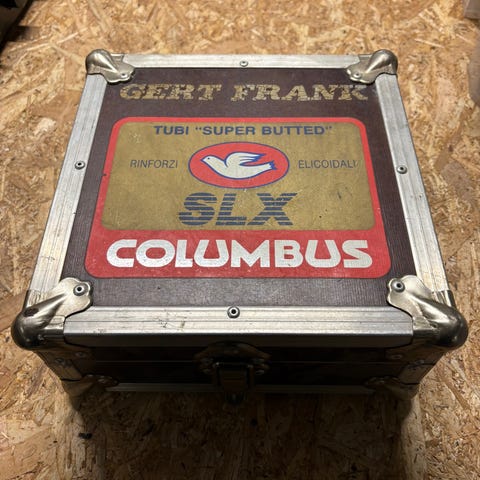 GERT FRANK
TUBI "SUPER BUTTED"
RINFORZI ELICOIDALI
SLX
COLUMBUS